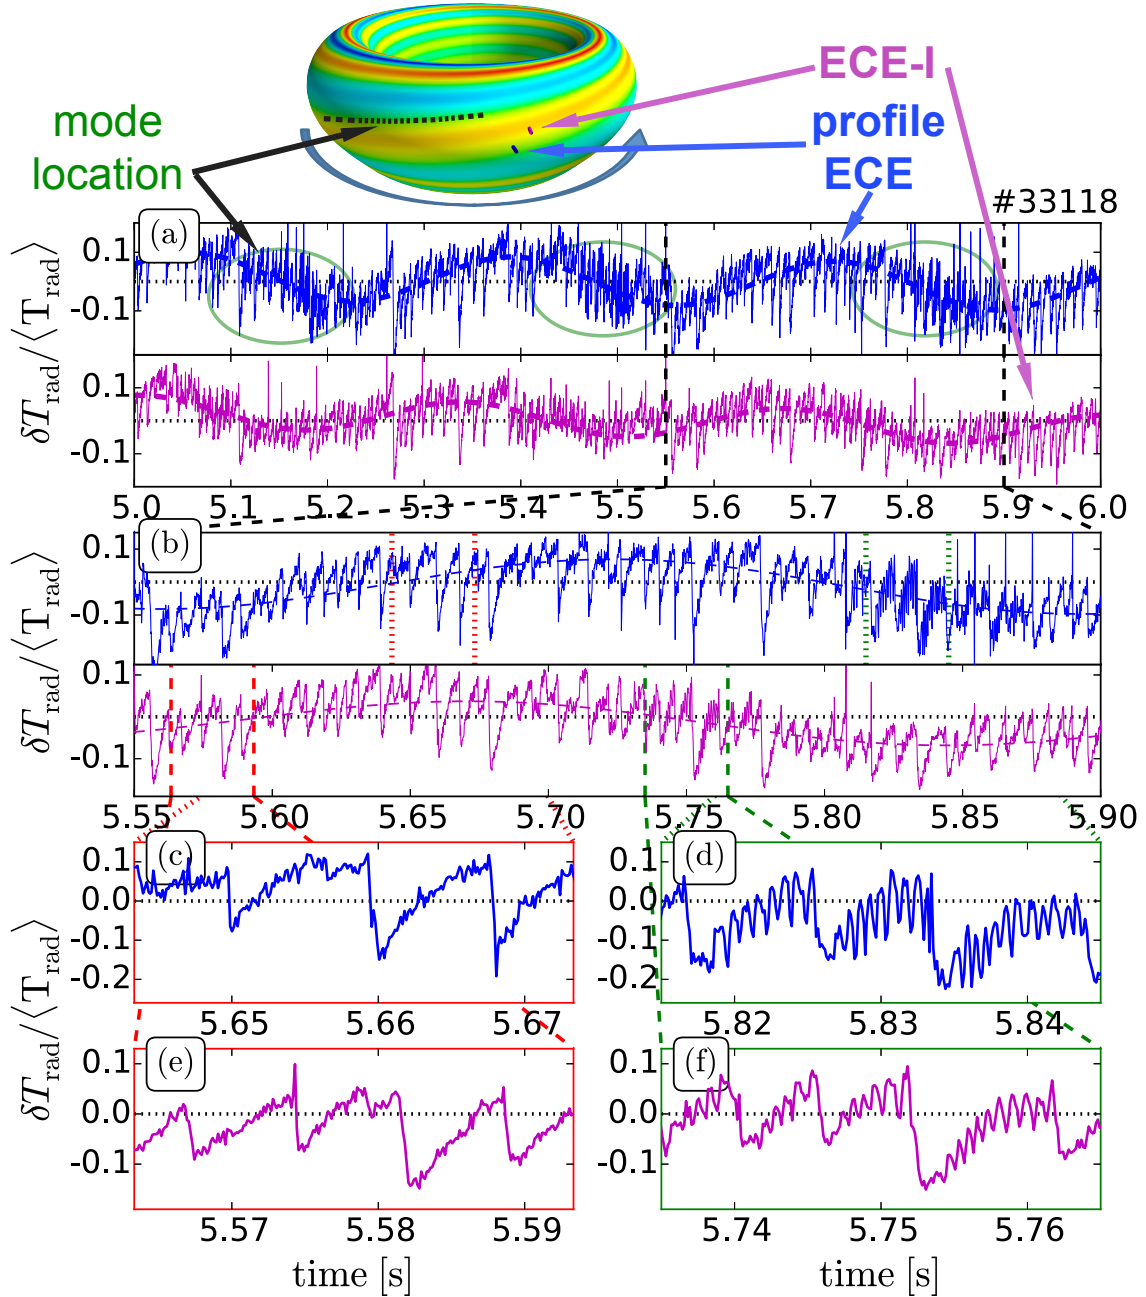 ECE-I
mode
location
profile
ECE
#33118
(a)
0.1
-0.1
δT_rad/⟨T_rad⟩
0.1
-0.1
5.0 5.1 5.2 5.3 5.4 5.5 5.6 5.7 5.8 5.9 6.0
(b)
0.1
-0.1
δT_rad/⟨T_rad⟩
0.1
-0.1
5.55 5.60 5.65 5.70 5.75 5.80 5.85 5.90
(c)
0.1
0.0
-0.1
-0.2
5.65 5.66 5.67
(d)
0.1
0.0
-0.1
-0.2
5.82 5.83 5.84
δT_rad/⟨T_rad⟩
(e)
0.1
0.0
-0.1
5.57 5.58 5.59
time [s]
(f)
0.1
0.0
-0.1
5.74 5.75 5.76
time [s]